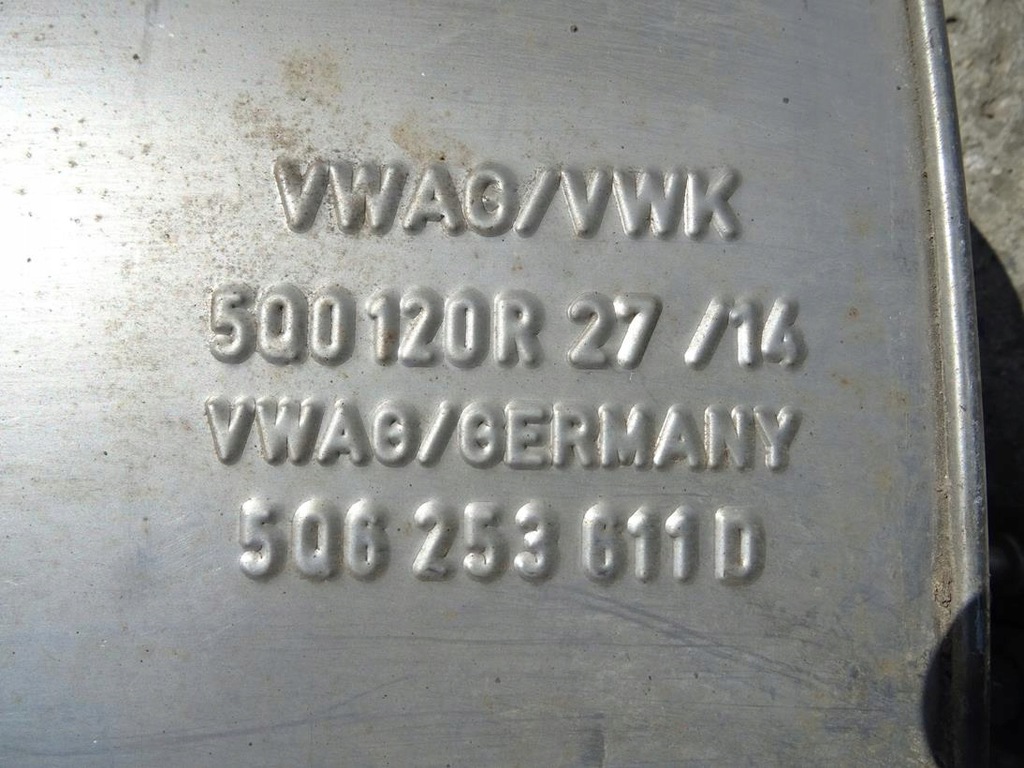 VWAG/VWK
5Q0 120R 27 /14
VWAG/GERMANY
5Q6 253 611 D